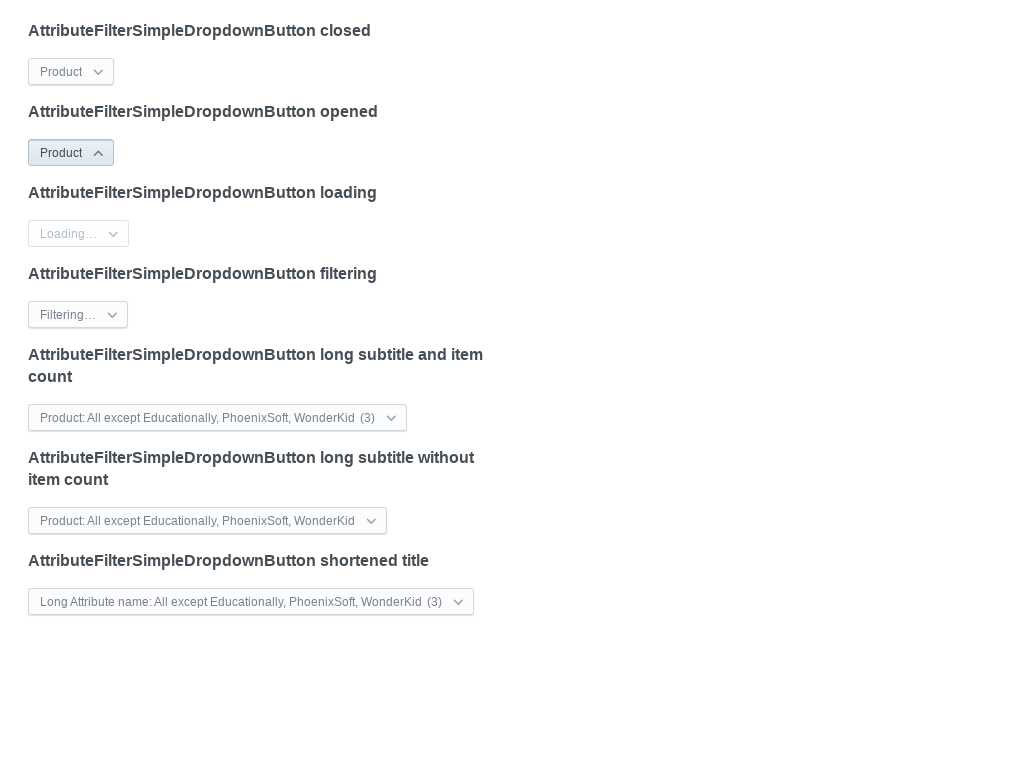 AttributeFilterSimpleDropdownButton closed
Product
AttributeFilterSimpleDropdownButton opened
Product
AttributeFilterSimpleDropdownButton loading
Loading…
AttributeFilterSimpleDropdownButton filtering
Filtering…
AttributeFilterSimpleDropdownButton long subtitle and item
count
Product: All except Educationally, PhoenixSoft, WonderKid (3)
AttributeFilterSimpleDropdownButton long subtitle without
item count
Product: All except Educationally, PhoenixSoft, WonderKid
AttributeFilterSimpleDropdownButton shortened title
Long Attribute name: All except Educationally, PhoenixSoft, WonderKid (3)